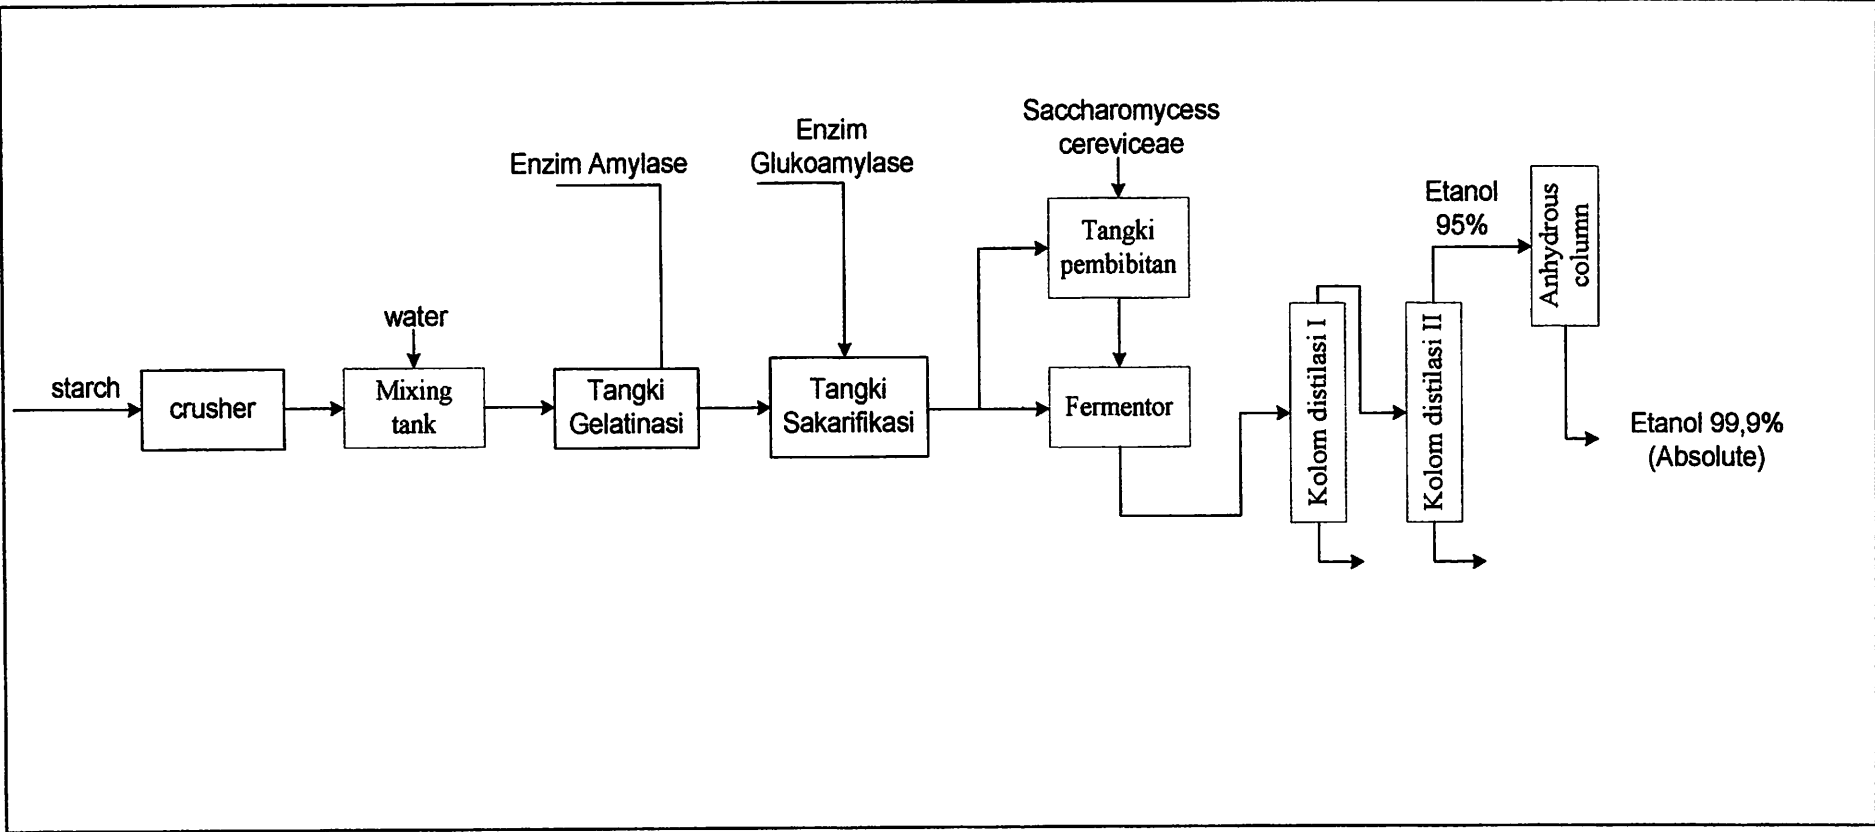 starch
crusher
water
Mixing
tank
Enzim Amylase
Tangki
Gelatinasi
Enzim
Glukoamylase
Tangki
Sakarifikasi
Saccharomycess
cereviceae
Tangki
pembibitan
Fermentor
Kolom distilasi I
Kolom distilasi II
Etanol
95%
Anhydrous
column
Etanol 99,9%
(Absolute)